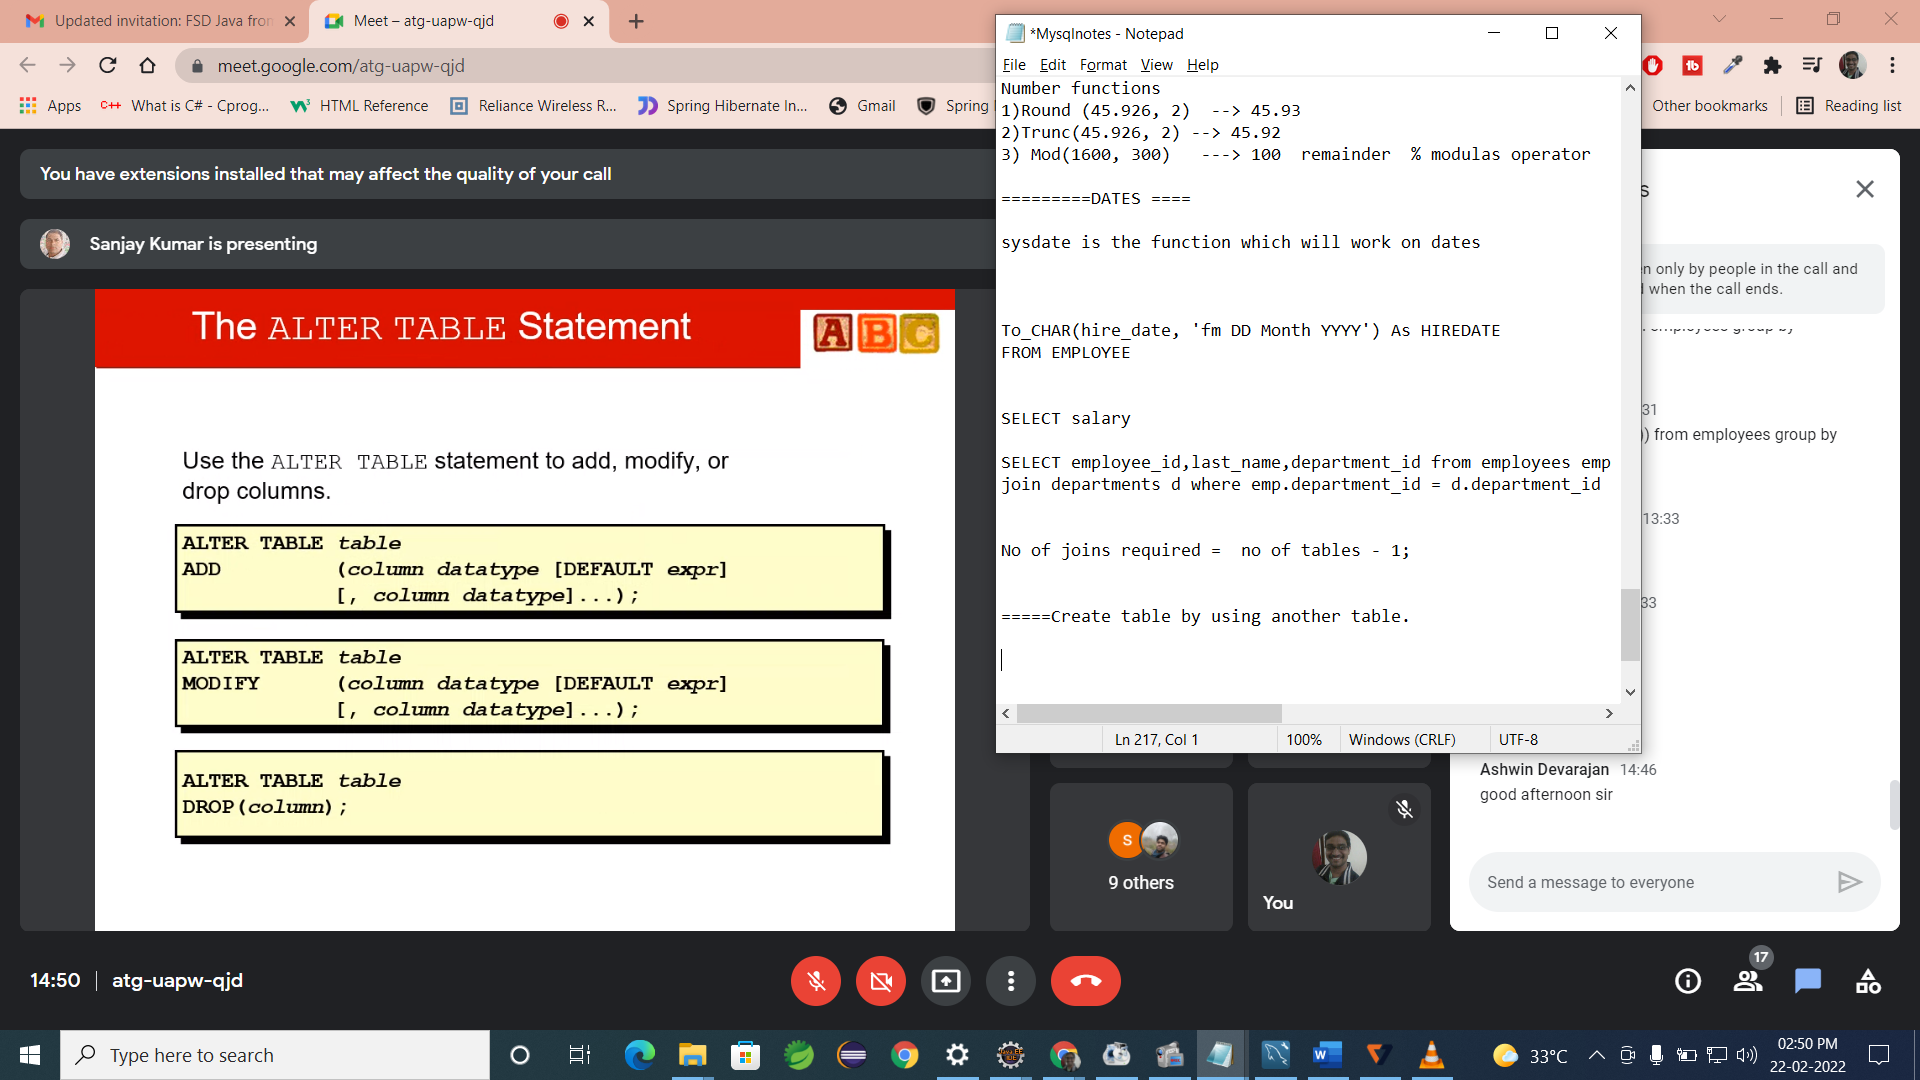 Updated invitation: FSD Java fron
Meet – atg-uapw-qjd
meet.google.com/atg-uapw-qjd
Apps
C++ What is C# - Cprog...
HTML Reference
Reliance Wireless R...
Spring Hibernate In...
Gmail
Spring
Other bookmarks
Reading list
You have extensions installed that may affect the quality of your call
Sanjay Kumar is presenting
The ALTER TABLE Statement
A B C
Use the ALTER TABLE statement to add, modify, or
drop columns.
ALTER TABLE table
ADD (column datatype [DEFAULT expr]
[, column datatype]...);
ALTER TABLE table
MODIFY (column datatype [DEFAULT expr]
[, column datatype]...);
ALTER TABLE table
DROP(column);
*Mysqlnotes - Notepad
File Edit Format View Help
Number functions
1)Round (45.926, 2) --> 45.93
2)Trunc(45.926, 2) --> 45.92
3) Mod(1600, 300) ---> 100 remainder % modulas operator
=========DATES ====
sysdate is the function which will work on dates
To_CHAR(hire_date, 'fm DD Month YYYY') As HIREDATE
FROM EMPLOYEE
SELECT salary
SELECT employee_id,last_name,department_id from employees emp
join departments d where emp.department_id = d.department_id
No of joins required = no of tables - 1;
=====Create table by using another table.
Ln 217, Col 1
100%
Windows (CRLF)
UTF-8
s
n only by people in the call and
when the call ends.
employees group by
31
)) from employees group by
13:33
33
Ashwin Devarajan 14:46
good afternoon sir
Send a message to everyone
S
9 others
You
14:50 | atg-uapw-qjd
17
Type here to search
33°C
02:50 PM
22-02-2022